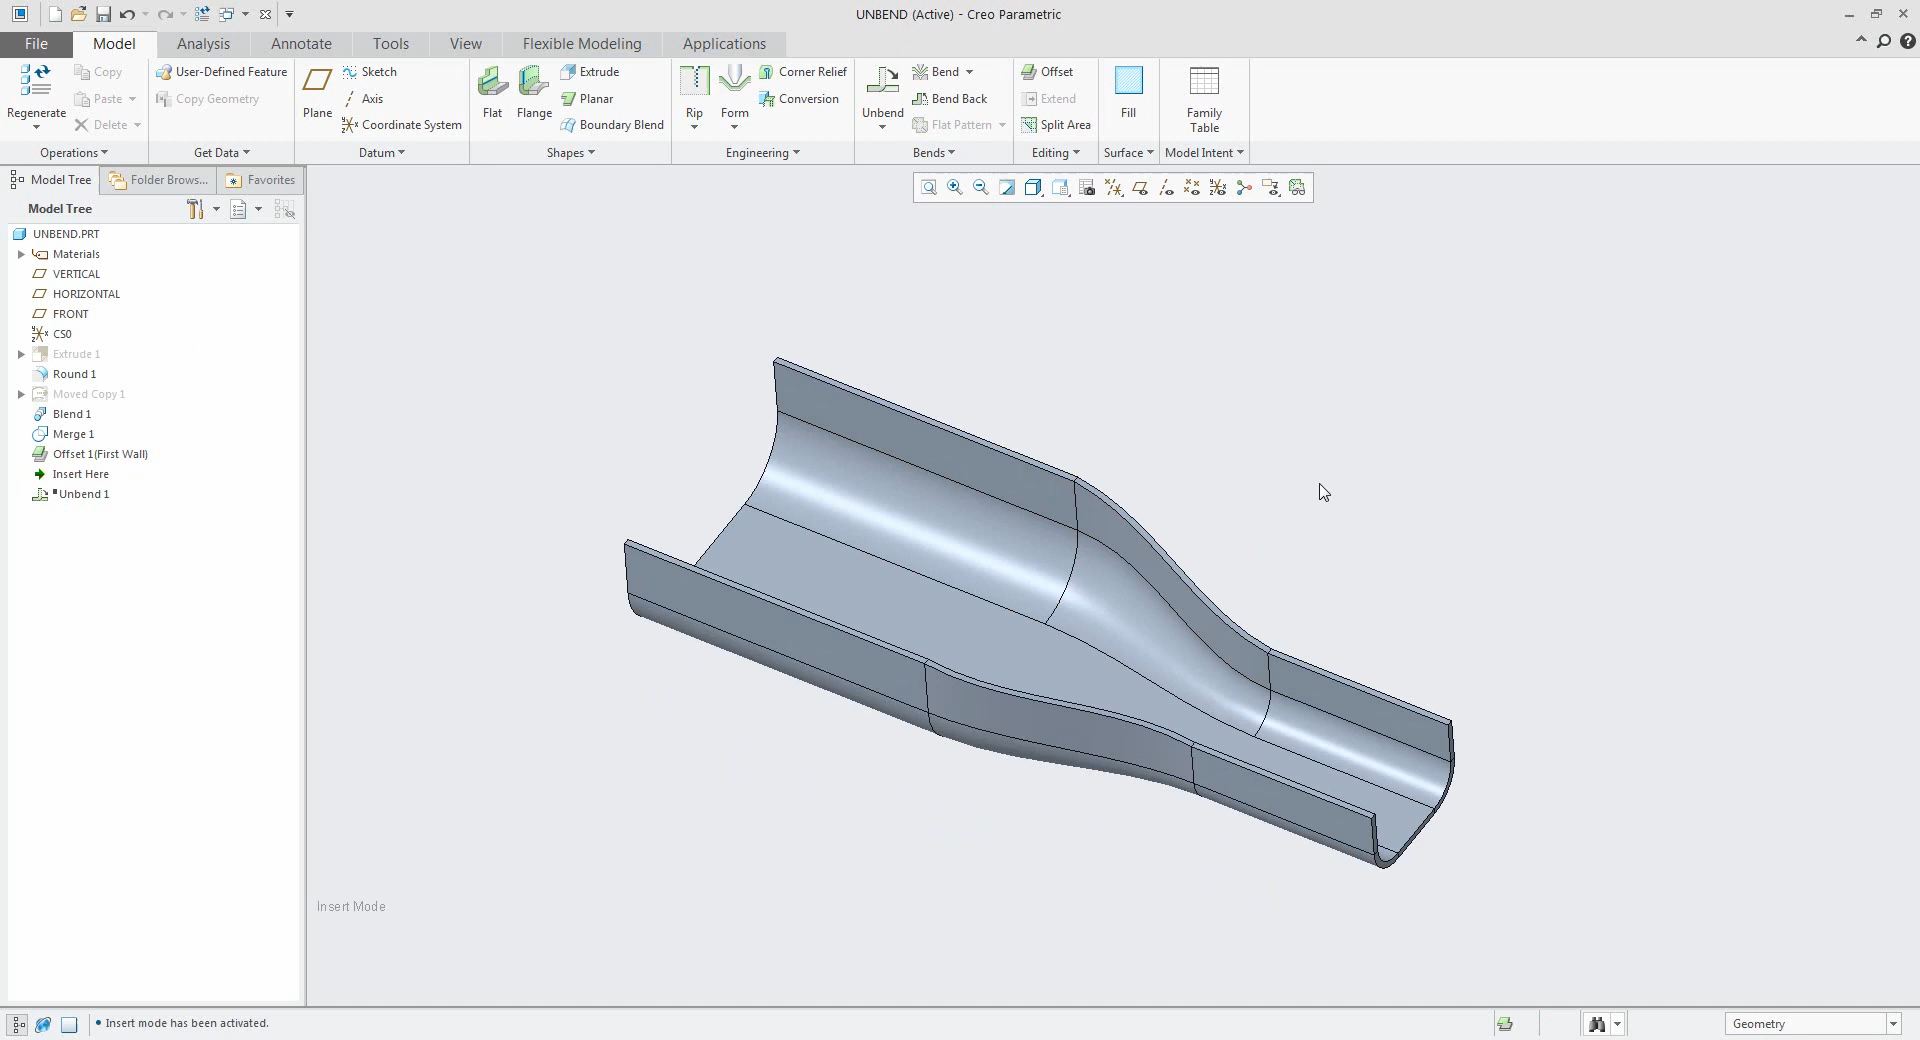 UNBEND (Active) - Creo Parametric
File Model Analysis Annotate Tools View Flexible Modeling Applications
Regenerate
Copy
Paste
Delete
Operations
User-Defined Feature
Copy Geometry
Get Data
Plane
Sketch
Axis
Coordinate System
Datum
Flat
Flange
Extrude
Planar
Boundary Blend
Shapes
Rip
Form
Corner Relief
Conversion
Engineering
Unbend
Bend
Bend Back
Flat Pattern
Bends
Offset
Extend
Split Area
Editing
Fill
Surface
Family
Table
Model Intent
Model Tree Folder Brows... Favorites
Model Tree
UNBEND.PRT
Materials
VERTICAL
HORIZONTAL
FRONT
CS0
Extrude 1
Round 1
Moved Copy 1
Blend 1
Merge 1
Offset 1(First Wall)
Insert Here
Unbend 1
Insert Mode
Insert mode has been activated.
Geometry